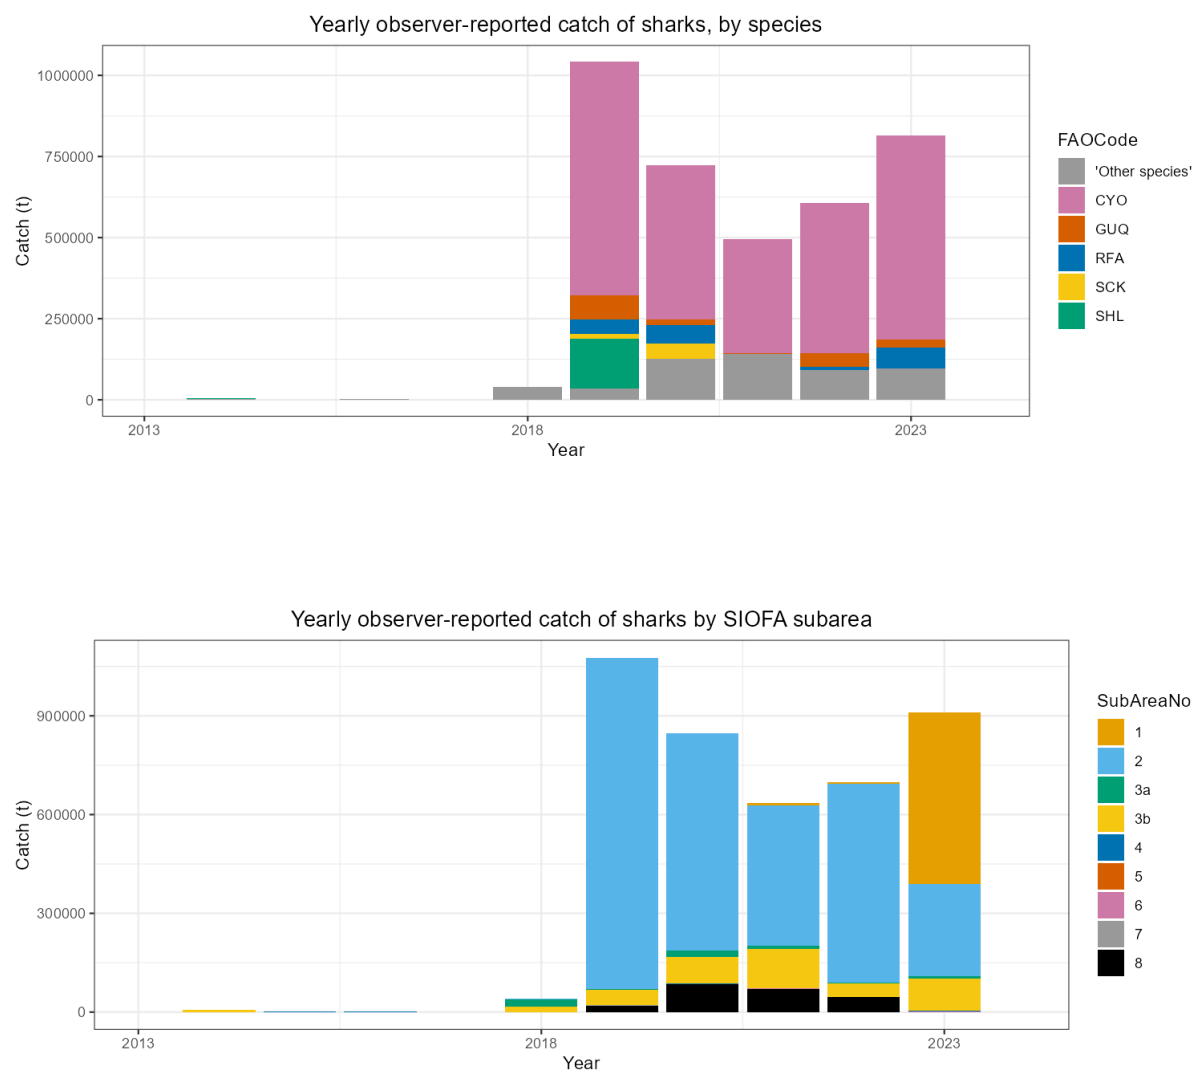 Yearly observer-reported catch of sharks, by species
Catch (t)
1000000
750000
500000
250000
0
2013
2018
2023
Year
FAOCode
'Other species'
CYO
GUQ
RFA
SCK
SHL
Yearly observer-reported catch of sharks by SIOFA subarea
Catch (t)
900000
600000
300000
0
2013
2018
2023
Year
SubAreaNo
1
2
3a
3b
4
5
6
7
8